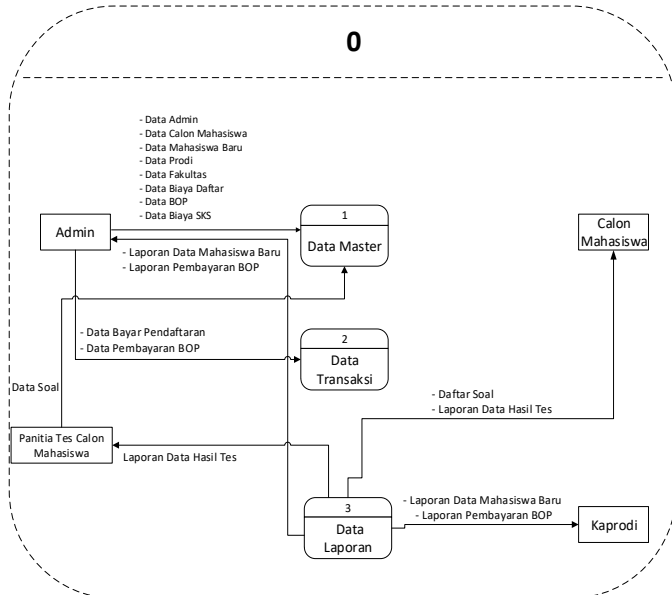 0
- Data Admin
- Data Calon Mahasiswa
- Data Mahasiswa Baru
- Data Prodi
- Data Fakultas
- Data Biaya Daftar
- Data BOP
- Data Biaya SKS
Admin
1
Data Master
Calon
Mahasiswa
- Laporan Data Mahasiswa Baru
- Laporan Pembayaran BOP
- Data Bayar Pendaftaran
- Data Pembayaran BOP
2
Data
Transaksi
Data Soal
- Daftar Soal
- Laporan Data Hasil Tes
Panitia Tes Calon
Mahasiswa
Laporan Data Hasil Tes
3
Data
Laporan
- Laporan Data Mahasiswa Baru
- Laporan Pembayaran BOP
Kaprodi